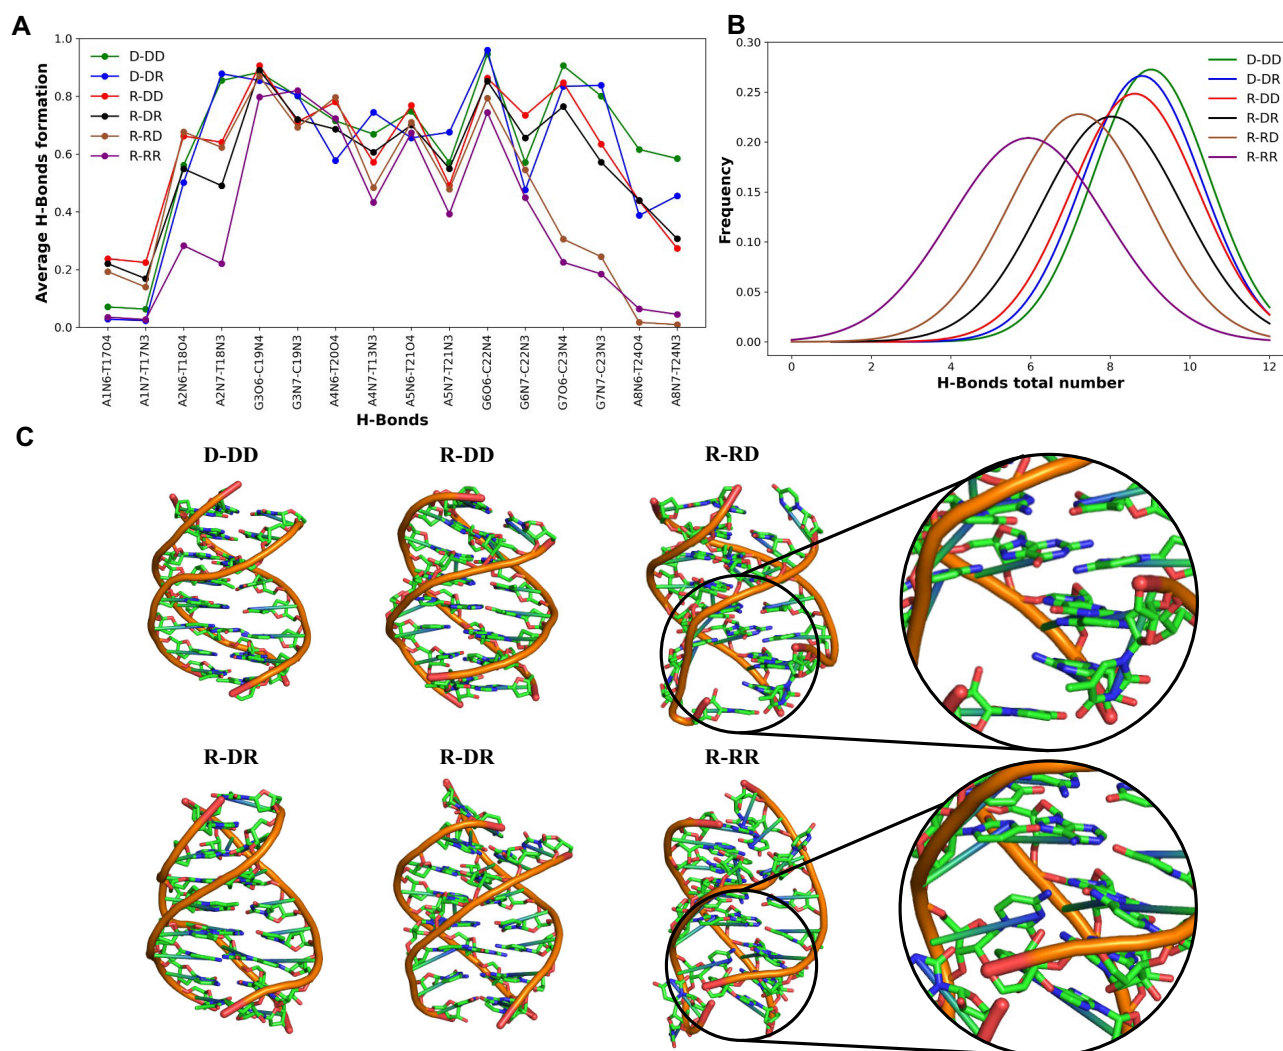 A
1.0
0.8
0.6
0.4
0.2
0.0
Average H-Bonds formation
D-DD
D-DR
R-DD
R-DR
R-RD
R-RR
A1N6-T17O4
A1N7-T17N3
A2N6-T18O4
A2N7-T18N3
G3O6-C19N4
G3N7-C19N3
A4N6-T20O4
A4N7-T13N3
A5N6-T21O4
A5N7-T21N3
G6O6-C22N4
G6N7-C22N3
G7O6-C23N4
G7N7-C23N3
A8N6-T24O4
A8N7-T24N3
H-Bonds
B
0.30
0.25
0.20
0.15
0.10
0.05
0.00
Frequency
D-DD
D-DR
R-DD
R-DR
R-RD
R-RR
0 2 4 6 8 10 12
H-Bonds total number
C
D-DD R-DD R-RD
R-DR R-DR R-RR